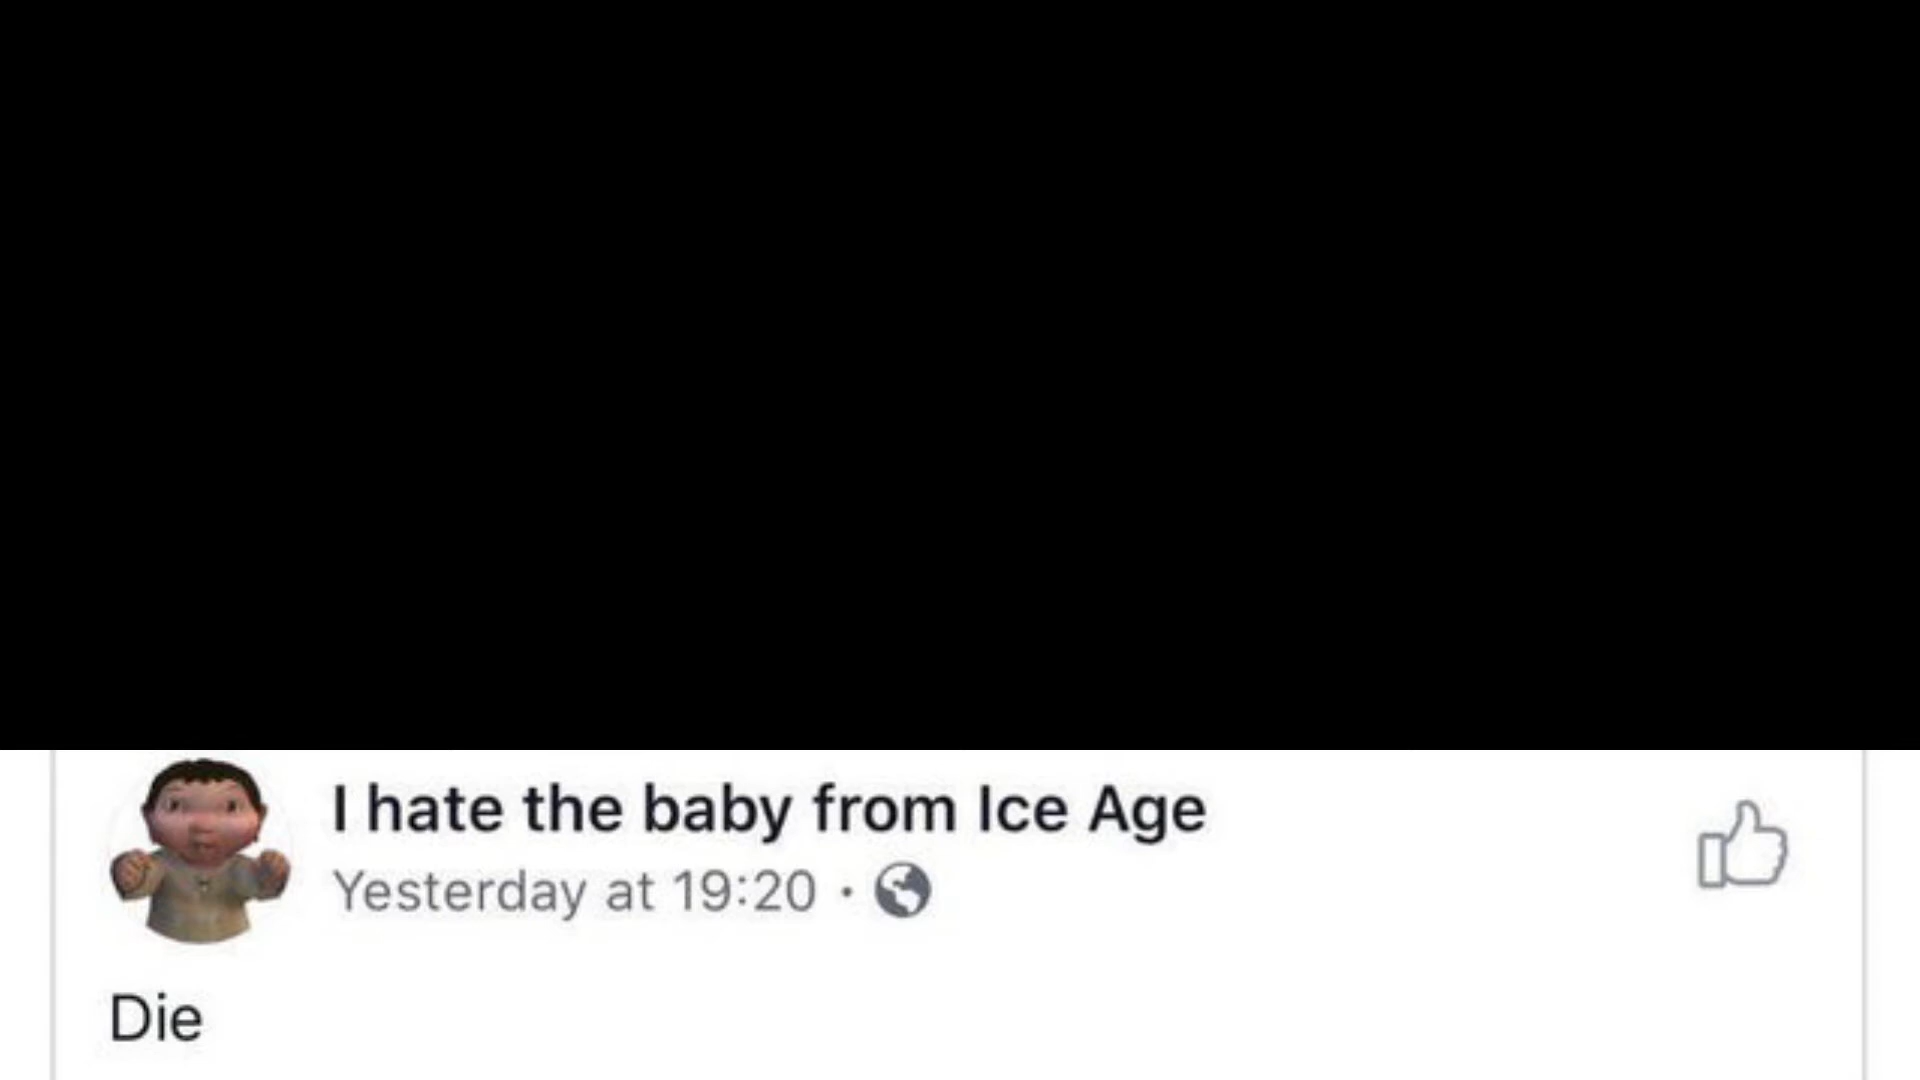 I hate the baby from Ice Age
Yesterday at 19:20 ·
Die